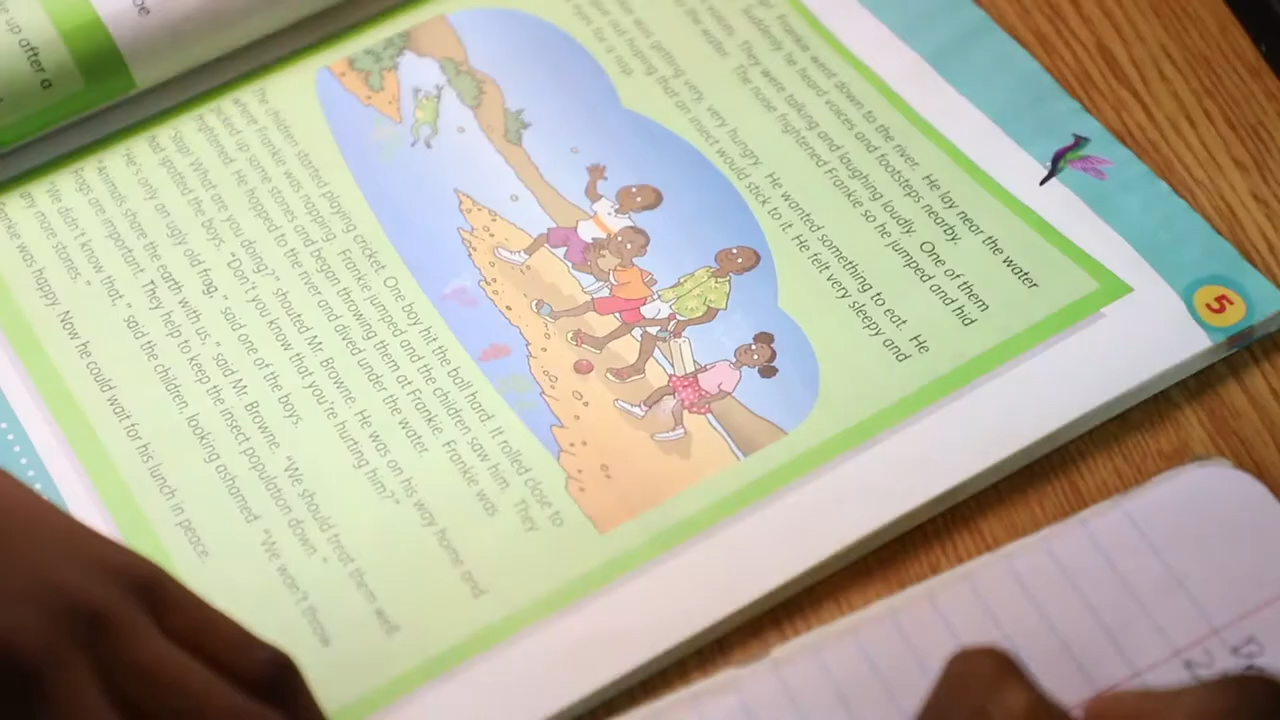 up after a
be
5
Frankie went down to the river. He lay near the water
Suddenly he heard voices and footsteps nearby.
They were talking and laughing loudly. One of them
The noise frightened Frankie so he jumped and hid
the water.
was getting very, very hungry. He wanted something to eat. He
out hoping that an insect would stick to it. He felt very sleepy and
eyes for a nap.
The children started playing cricket. One boy hit the ball hard. It rolled close to
where Frankie was napping. Frankie jumped and the children saw him. They
picked up some stones and began throwing them at Frankie. Frankie was
frightened. He hopped to the river and dived under the water.
"Stop! What are you doing?" shouted Mr. Browne. He was on his way home and
had spotted the boys. "Don't you know that you're hurting him?"
"He's only an ugly old frog," said one of the boys.
"Animals share the earth with us," said Mr. Browne. "We should treat them well
frogs are important. They help to keep the insect population down."
"We didn't know that," said the children, looking ashamed "We won't throw
any more stones."
Frankie was happy. Now he could wait for his lunch in peace.